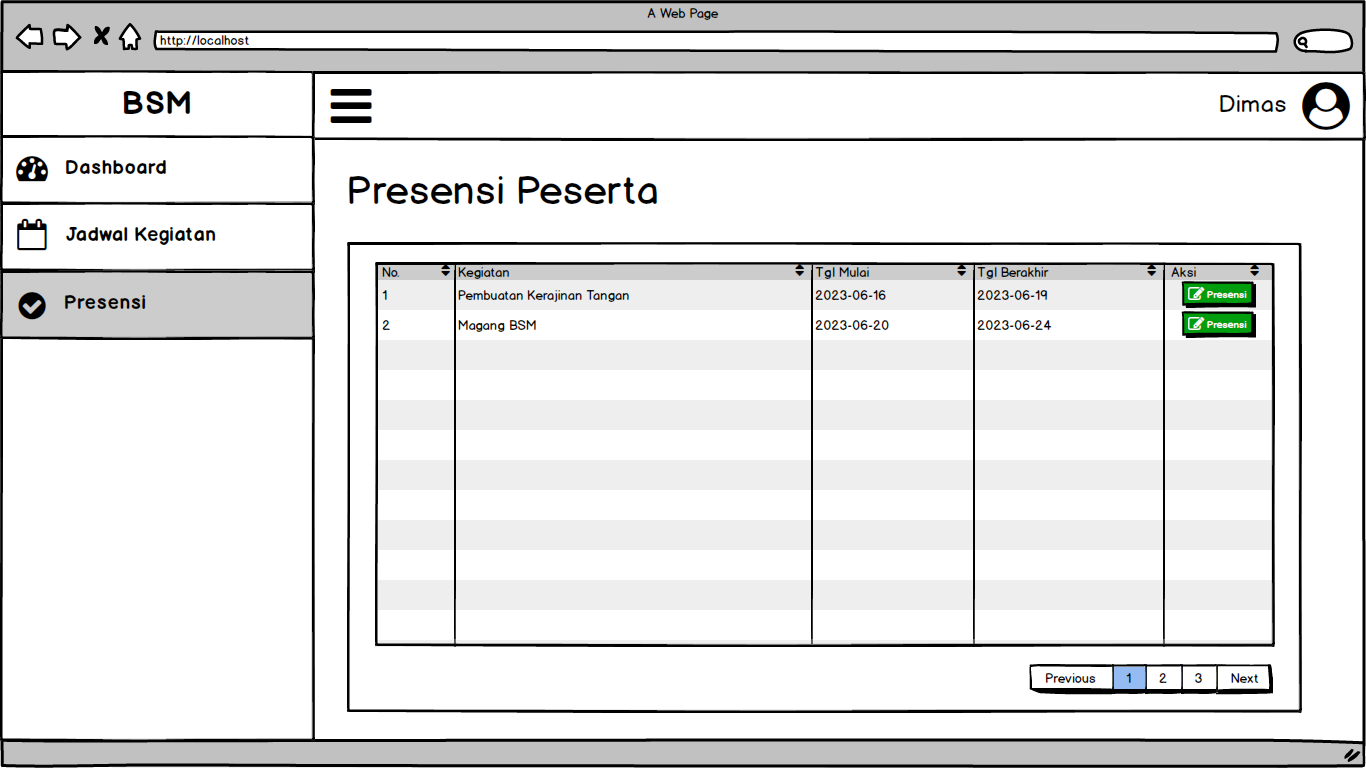 A Web Page
http://localhost
BSM
Dimas
Dashboard
Jadwal Kegiatan
Presensi
Presensi Peserta
No. Kegiatan Tgl Mulai Tgl Berakhir Aksi
1 Pembuatan Kerajinan Tangan 2023-06-16 2023-06-19 Presensi
2 Magang BSM 2023-06-20 2023-06-24 Presensi
Previous 1 2 3 Next